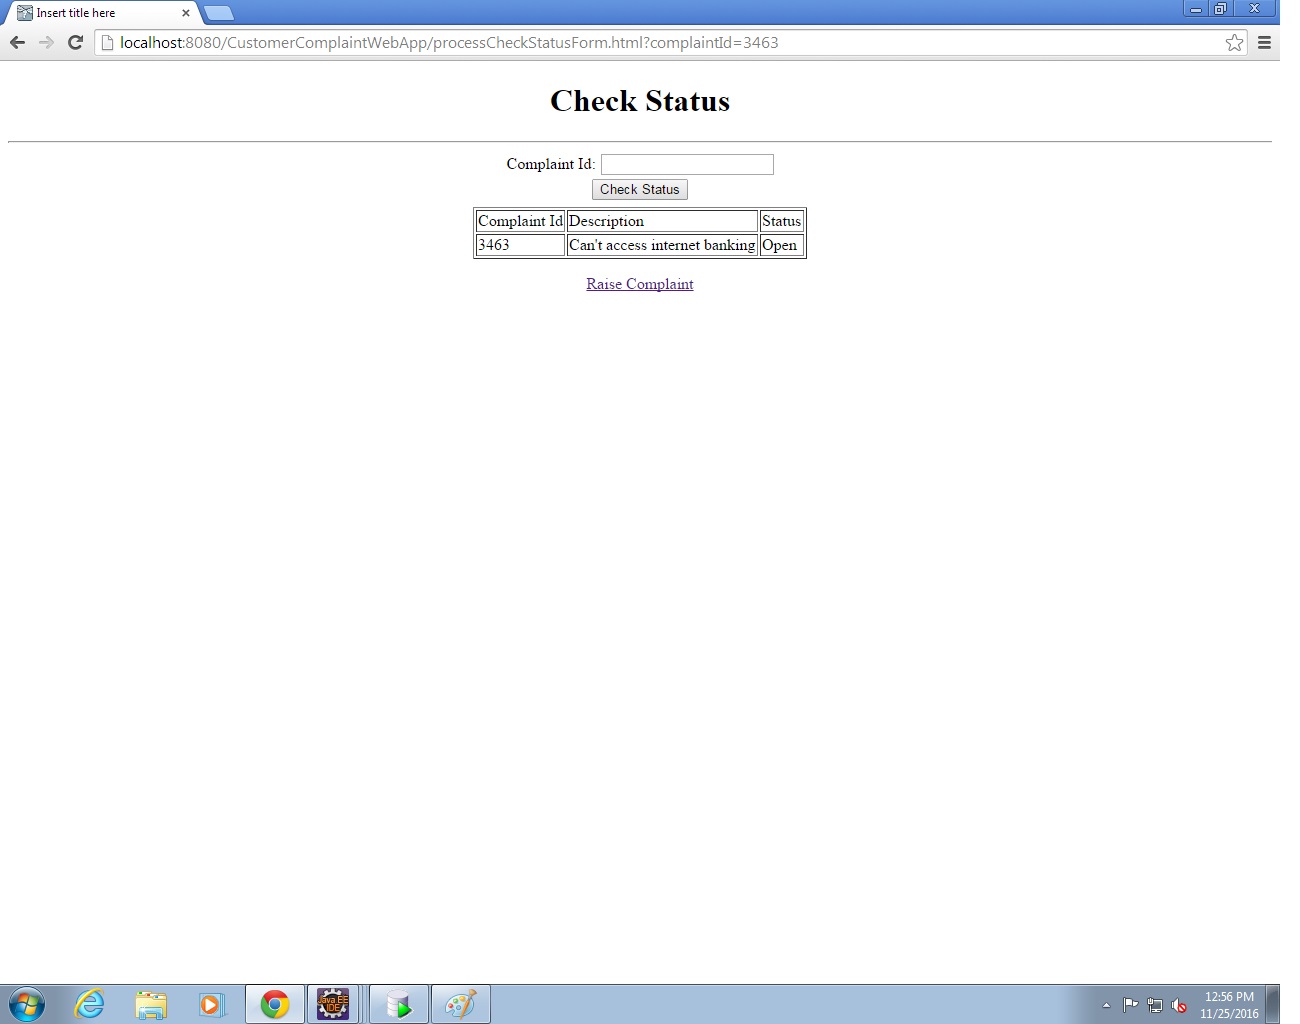 Insert title here
localhost:8080/CustomerComplaintWebApp/processCheckStatusForm.html?complaintId=3463
Check Status
Complaint Id:
Check Status
Complaint Id Description Status
3463 Can't access internet banking Open
Raise Complaint
Java EE
IDE
12:56 PM
11/25/2016